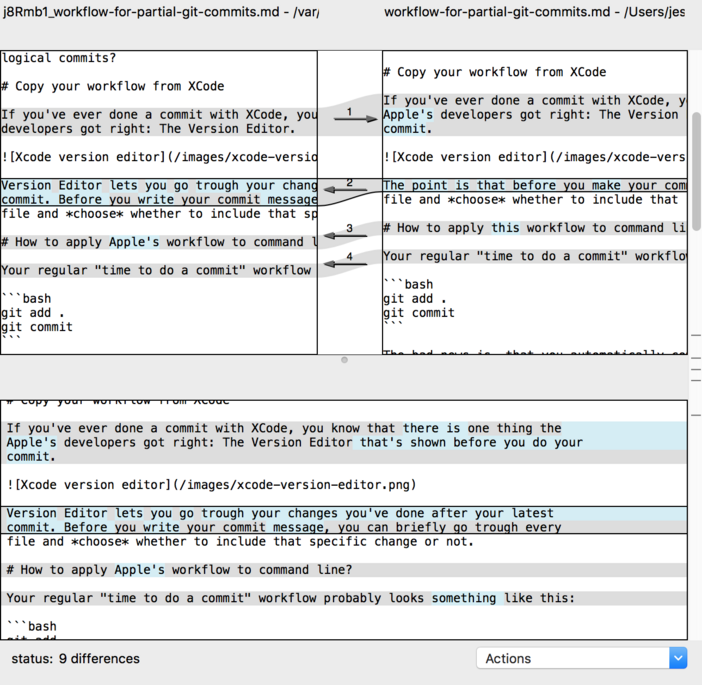 j8Rmb1_workflow-for-partial-git-commits.md - /var/
workflow-for-partial-git-commits.md - /Users/jes
logical commits?
# Copy your workflow from XCode
If you've ever done a commit with XCode, you
developers got right: The Version Editor.
![Xcode version editor](/images/xcode-versio
Version Editor lets you go trough your chang
commit. Before you write your commit message
file and *choose* whether to include that sp
# How to apply Apple's workflow to command l
Your regular "time to do a commit" workflow
```bash
git add .
git commit
```
1
2
3
4
# Copy your workflow from XCode
If you've ever done a commit with XCode, y
Apple's developers got right: The Version
commit.
![Xcode version editor](/images/xcode-vers
The point is that before you make your com
file and *choose* whether to include that
# How to apply this workflow to command li
Your regular "time to do a commit" workflo
```bash
git add .
git commit
```
The bad news is, that you automatically co
# Copy your workflow from XCode
If you've ever done a commit with XCode, you know that there is one thing the
Apple's developers got right: The Version Editor that's shown before you do your
commit.
![Xcode version editor](/images/xcode-version-editor.png)
Version Editor lets you go trough your changes you've done after your latest
commit. Before you write your commit message, you can briefly go trough every
file and *choose* whether to include that specific change or not.
# How to apply Apple's workflow to command line?
Your regular "time to do a commit" workflow probably looks something like this:
```bash
git add
status: 9 differences
Actions